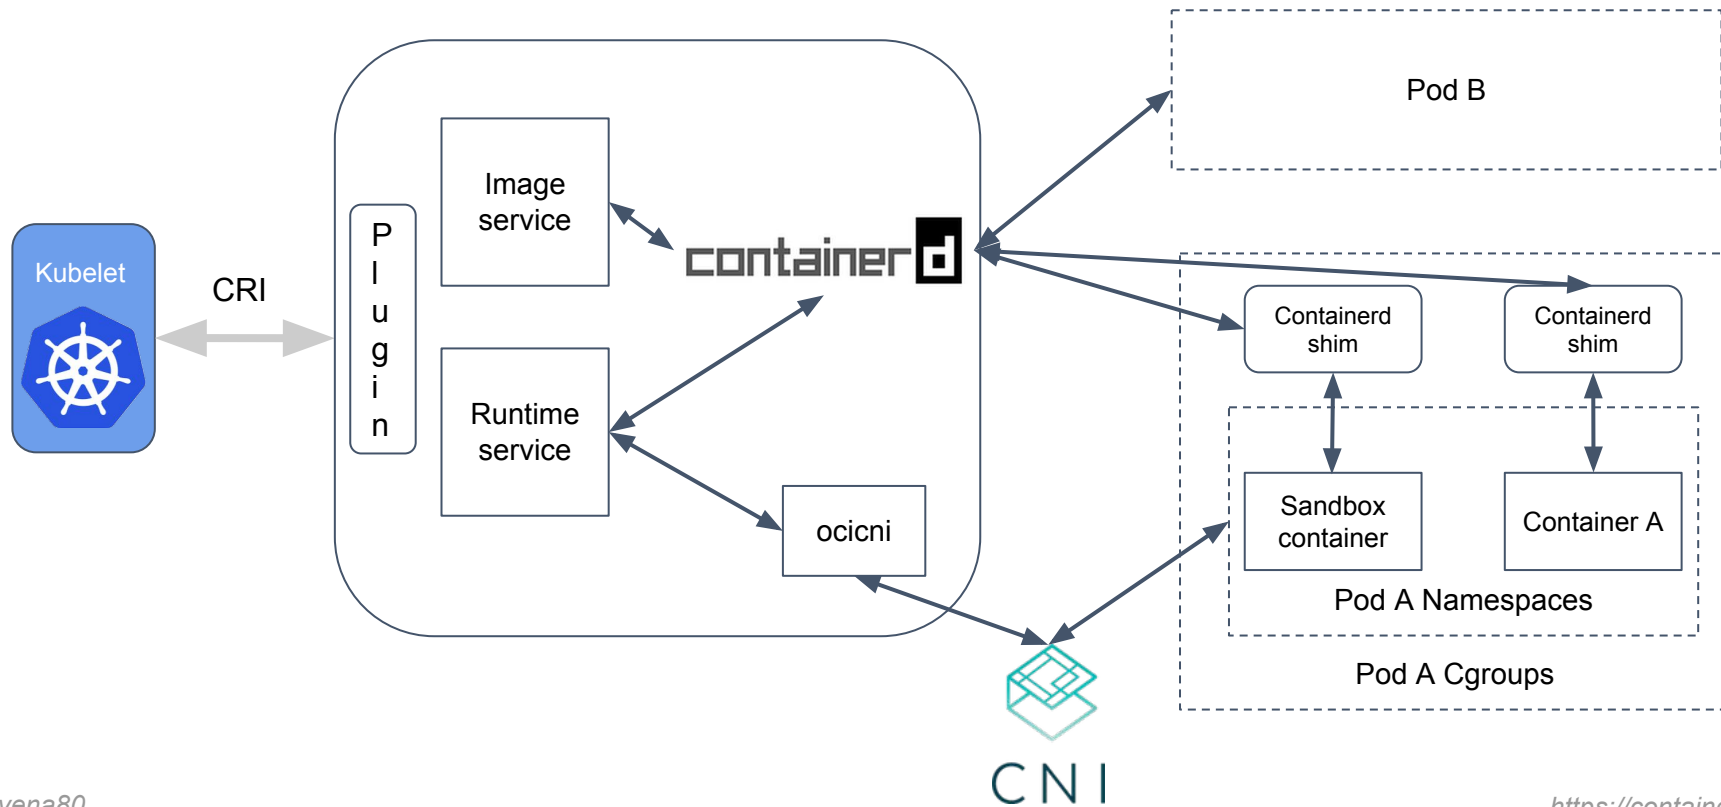 Kubelet
CRI
P
l
u
g
i
n
Image
service
containerd
Runtime
service
ocicni
CNI
Pod B
Containerd
shim
Containerd
shim
Sandbox
container
Container A
Pod A Namespaces
Pod A Cgroups